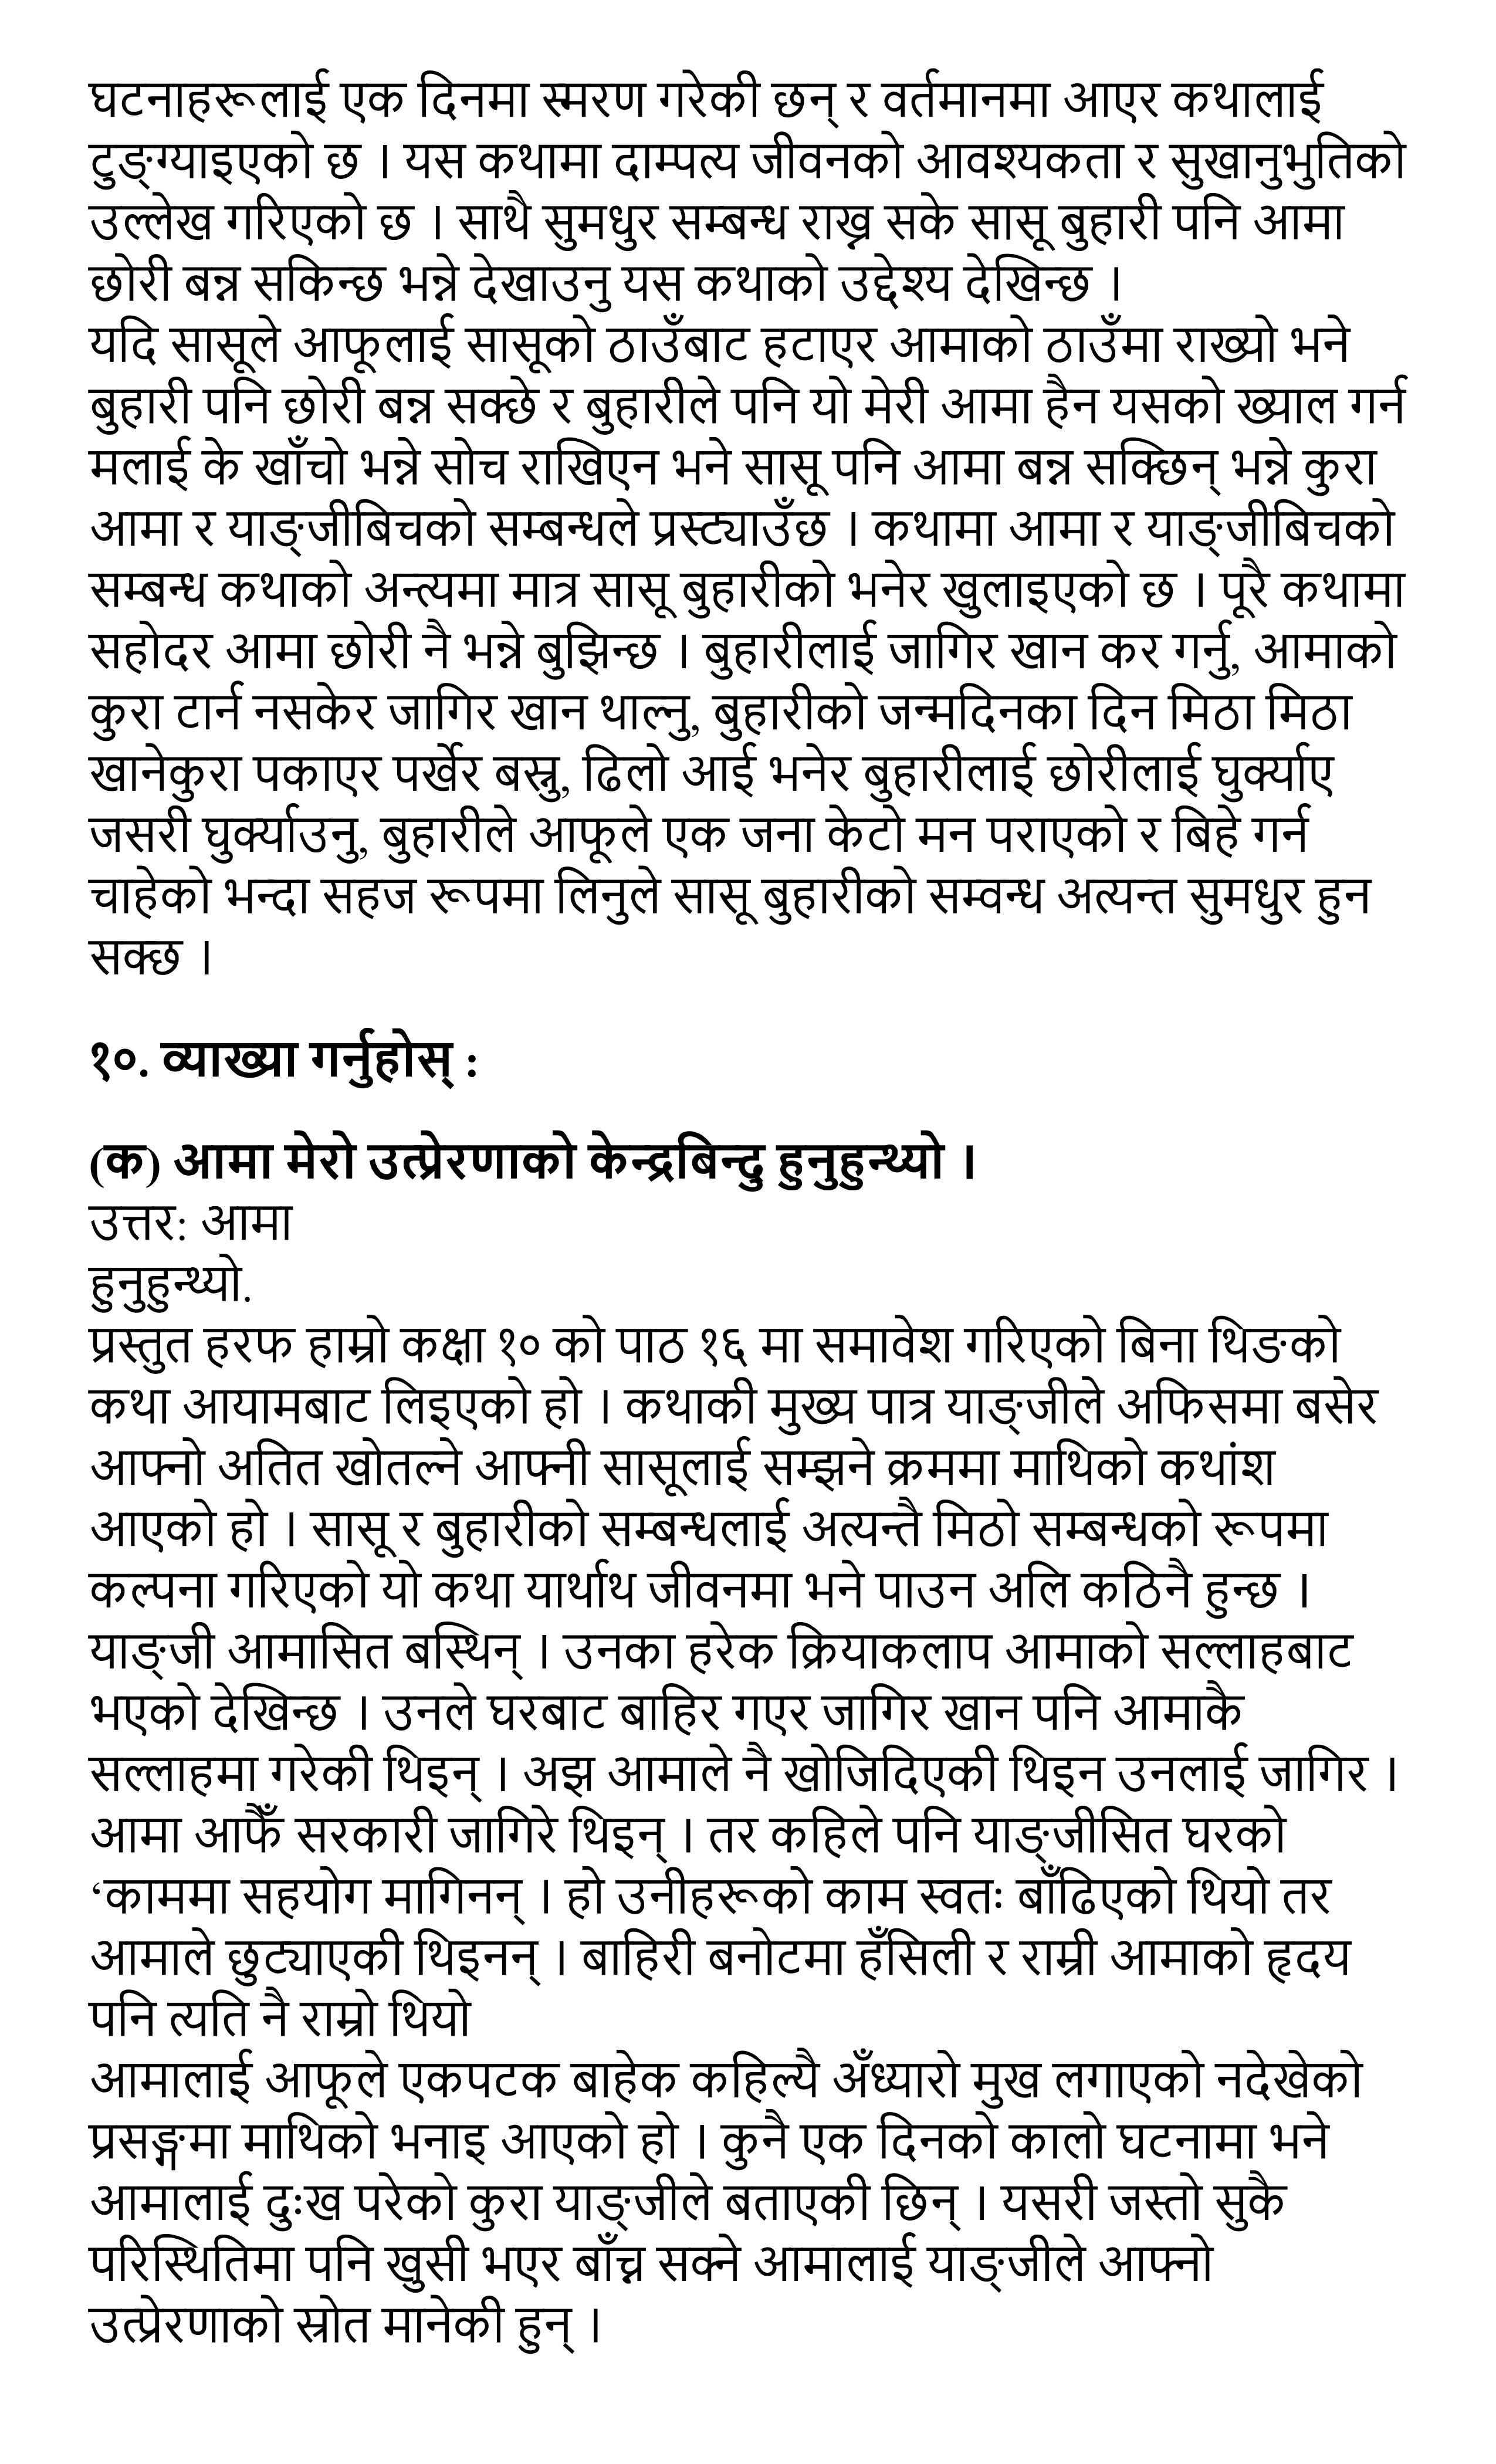 घटनाहरूलाई एक दिनमा स्मरण गरेकी छन् र वर्तमानमा आएर कथालाई
टुङ्ग्याइएको छ । यस कथामा दाम्पत्य जीवनको आवश्यकता र सुखानुभुतिको
उल्लेख गरिएको छ । साथै सुमधुर सम्बन्ध राख्न सके सासू बुहारी पनि आमा
छोरी बन्न सकिन्छ भन्ने देखाउनु यस कथाको उद्देश्य देखिन्छ ।
यदि सासूले आफूलाई सासूको ठाउँबाट हटाएर आमाको ठाउँमा राख्यो भने
बुहारी पनि छोरी बन्न सक्छे र बुहारीले पनि यो मेरी आमा हैन यसको ख्याल गर्न
मलाई के खाँचो भन्ने सोच राखिएन भने सासू पनि आमा बन्न सक्छिन् भन्ने कुरा
आमा र याङ्जीबिचको सम्बन्धले प्रस्ट्याउँछ । कथामा आमा र याङ्जीबिचको
सम्बन्ध कथाको अन्त्यमा मात्र सासू बुहारीको भनेर खुलाइएको छ । पूरै कथामा
सहोदर आमा छोरी नै भन्ने बुझिन्छ । बुहारीलाई जागिर खान कर गर्नु, आमाको
कुरा टार्न नसकेर जागिर खान थाल्नु, बुहारीको जन्मदिनका दिन मिठा मिठा
खानेकुरा पकाएर पर्खेर बस्नु, ढिलो आई भनेर बुहारीलाई छोरीलाई घुर्क्याए
जसरी घुर्क्याउनु, बुहारीले आफूले एक जना केटो मन पराएको र बिहे गर्न
चाहेको भन्दा सहज रूपमा लिनुले सासू बुहारीको सम्वन्ध अत्यन्त सुमधुर हुन
सक्छ ।
१०. व्याख्या गर्नुहोस् :
(क) आमा मेरो उत्प्रेरणाको केन्द्रबिन्दु हुनुहुन्थ्यो ।
उत्तर: आमा
हुनुहुन्थ्यो.
प्रस्तुत हरफ हाम्रो कक्षा १० को पाठ १६ मा समावेश गरिएको बिना थिङको
कथा आयामबाट लिइएको हो । कथाकी मुख्य पात्र याङ्जीले अफिसमा बसेर
आफ्नो अतित खोतल्ने आफ्नी सासूलाई सम्झने क्रममा माथिको कथांश
आएको हो । सासू र बुहारीको सम्बन्धलाई अत्यन्तै मिठो सम्बन्धको रूपमा
कल्पना गरिएको यो कथा यार्थाथ जीवनमा भने पाउन अलि कठिनै हुन्छ ।
याङ्जी आमासित बस्थिन् । उनका हरेक क्रियाकलाप आमाको सल्लाहबाट
भएको देखिन्छ । उनले घरबाट बाहिर गएर जागिर खान पनि आमाकै
सल्लाहमा गरेकी थिइन् । अझ आमाले नै खोजिदिएकी थिइन उनलाई जागिर ।
आमा आफैँ सरकारी जागिरे थिइन् । तर कहिले पनि याङ्जीसित घरको
‘काममा सहयोग मागिनन् । हो उनीहरूको काम स्वतः बाँढिएको थियो तर
आमाले छुट्याएकी थिइनन् । बाहिरी बनोटमा हँसिली र राम्री आमाको हृदय
पनि त्यति नै राम्रो थियो
आमालाई आफूले एकपटक बाहेक कहिल्यै अँध्यारो मुख लगाएको नदेखेको
प्रसङ्गमा माथिको भनाइ आएको हो । कुनै एक दिनको कालो घटनामा भने
आमालाई दुःख परेको कुरा याङ्जीले बताएकी छिन् । यसरी जस्तो सुकै
परिस्थितिमा पनि खुसी भएर बाँच्न सक्ने आमालाई याङ्जीले आफ्नो
उत्प्रेरणाको स्रोत मानेकी हुन् ।